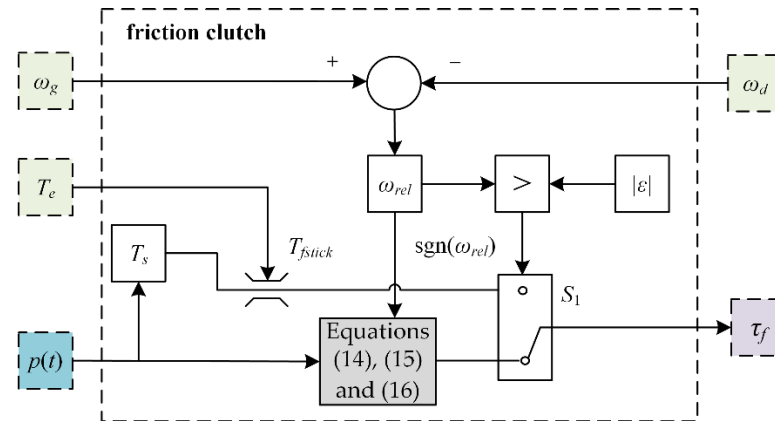 friction clutch
+
−
ω_g
ω_d
T_e
ω_rel
>
|ε|
T_s
T_fstick
sgn(ω_rel)
S_1
Equations
(14), (15)
and (16)
p(t)
τ_f